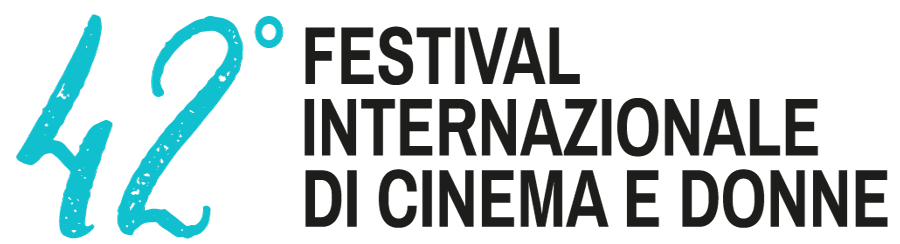 42°
FESTIVAL
INTERNAZIONALE
DI CINEMA E DONNE